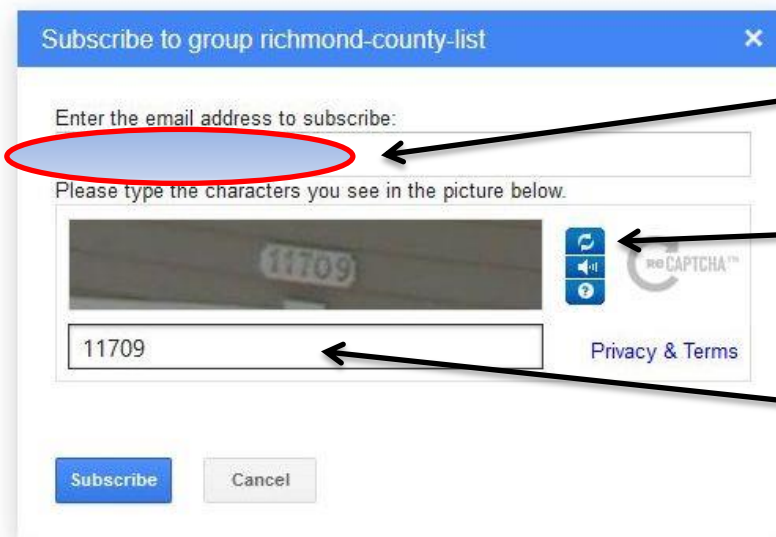 Subscribe to group richmond-county-list ×
Enter the email address to subscribe:
Please type the characters you see in the picture below.
11709
?
reCAPTCHA™
11709
Privacy & Terms
Subscribe
Cancel